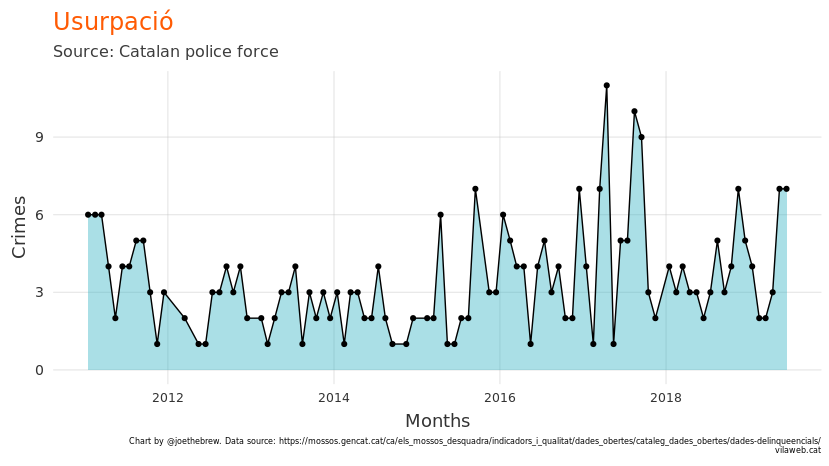 Usurpació
Source: Catalan police force
Crimes
9
6
3
0
2012 2014 2016 2018
Months
Chart by @joethebrew. Data source: https://mossos.gencat.cat/ca/els_mossos_desquadra/indicadors_i_qualitat/dades_obertes/cataleg_dades_obertes/dades-delinqueencials/
vilaweb.cat